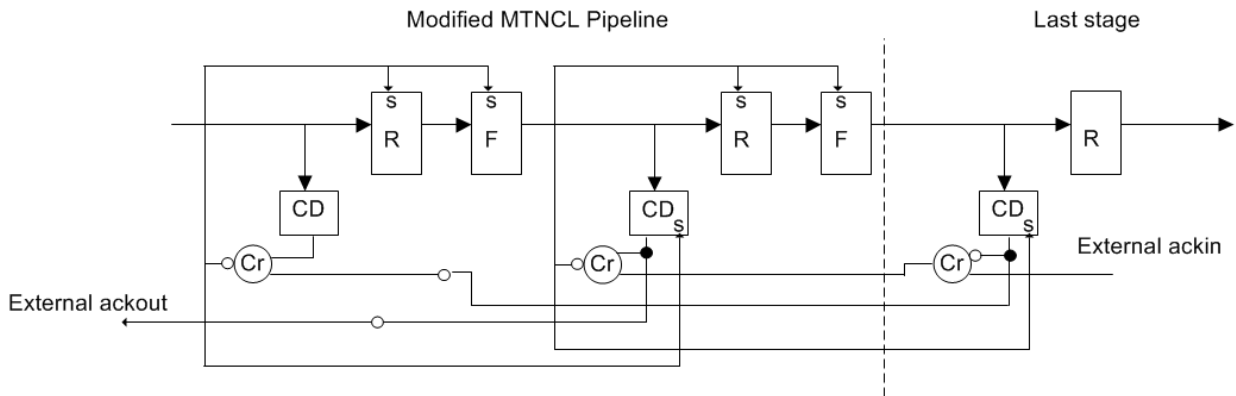 Modified MTNCL Pipeline
Last stage
s
s
s
s
R
F
R
F
R
CD
CD
s
CD
s
Cr
Cr
Cr
External ackin
External ackout